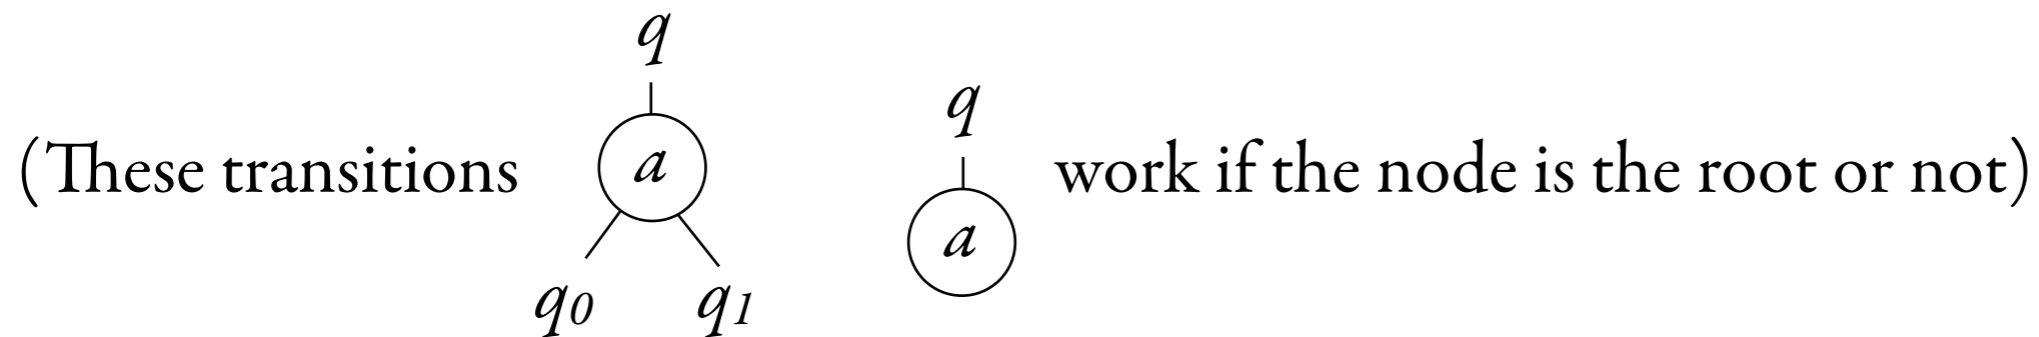 q
q
(These transitions a a work if the node is the root or not)
q0 q1